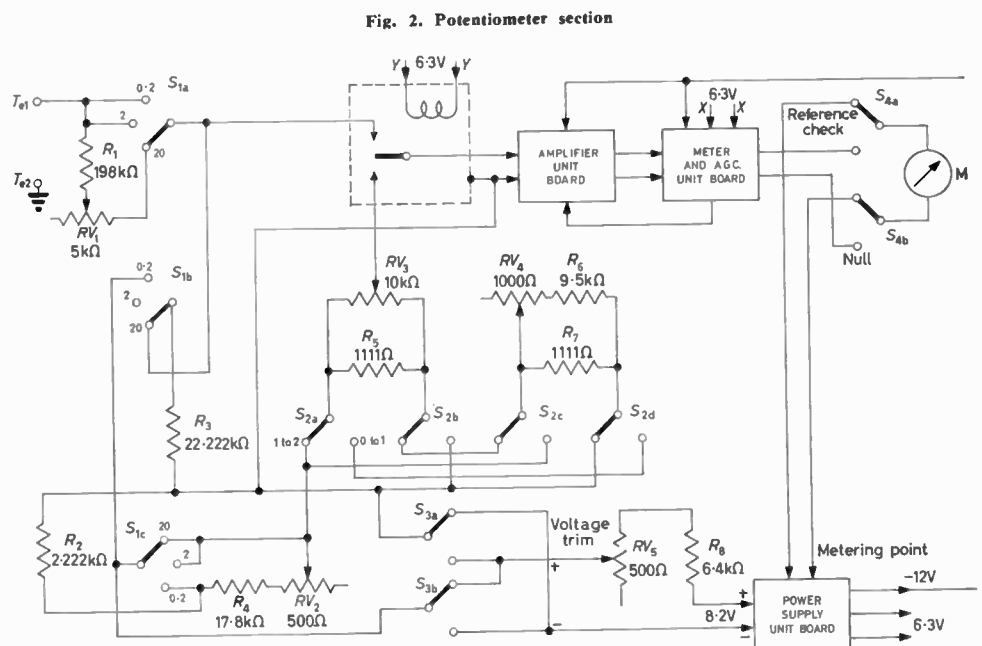 Fig. 2. Potentiometer section
Y 6·3V Y
Te1
0·2
S1a
2
20
R1
198kΩ
Te2
RV1
5kΩ
AMPLIFIER
UNIT
BOARD
6·3V
X X
METER
AND A.G.C.
UNIT BOARD
Reference
check
S4a
M
S4b
Null
0·2
S1b
2
20
RV3
10kΩ
R5
1111Ω
RV4
1000Ω
R6
9·5kΩ
R7
1111Ω
R3
22·222kΩ
S2a
1 to 2
0 to 1
S2b
S2c
S2d
R2
2·222kΩ
S1c
20
2
0·2
R4
17·8kΩ
RV2
500Ω
S3a
S3b
Voltage
trim
+
−
RV5
500Ω
R8
6·4kΩ
Metering point
+
8·2V
−
POWER
SUPPLY
UNIT BOARD
−12V
6·3V